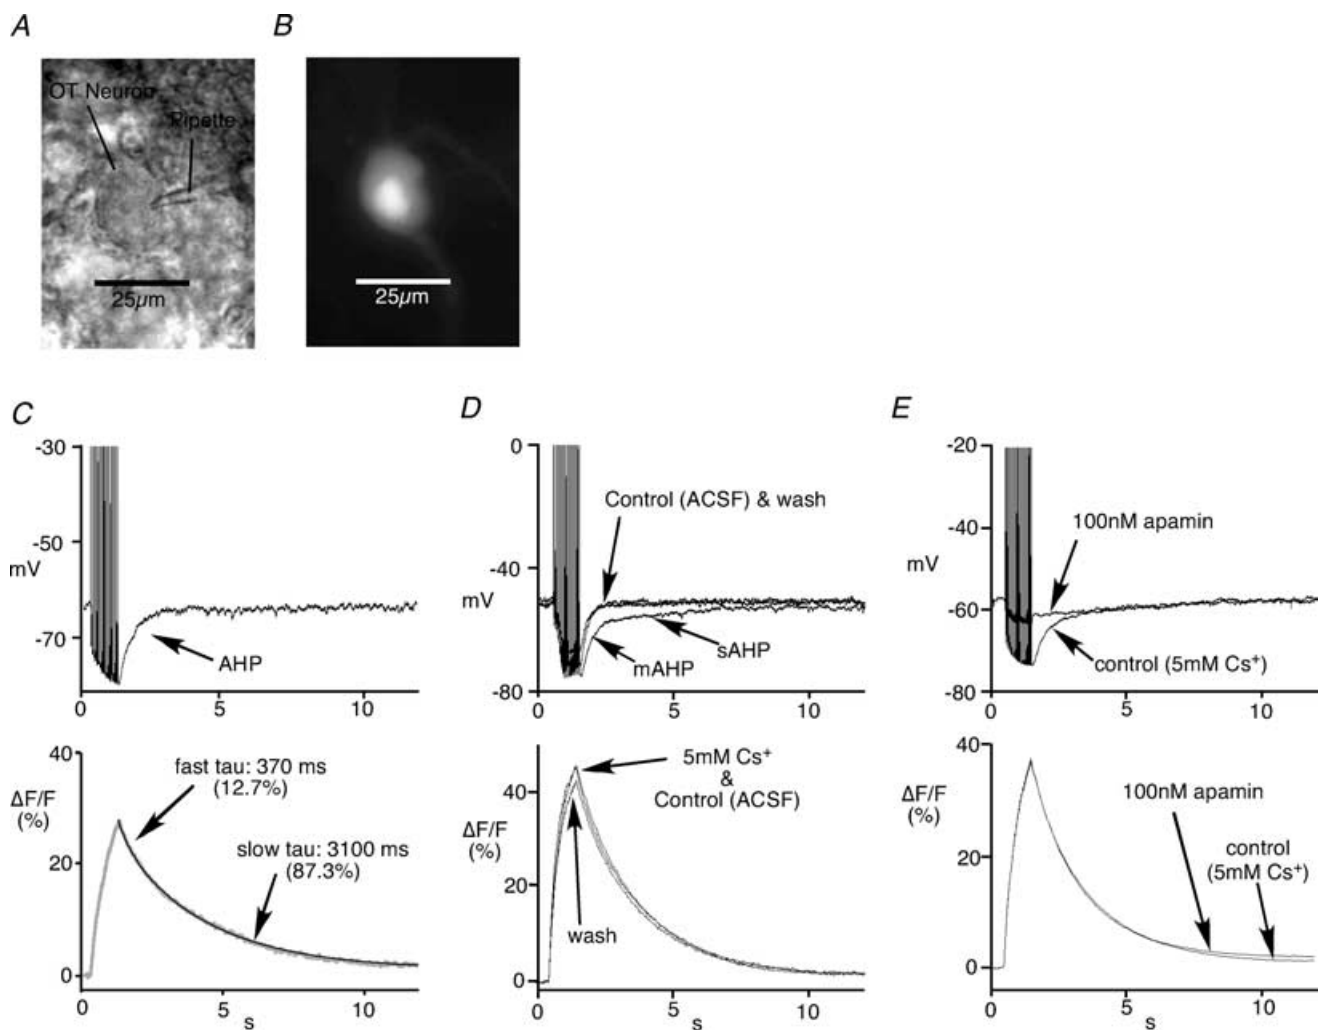 A
B
OT Neuron
Pipette
25µm
25µm
C
D
E
-30
-50
mV
-70
AHP
0
5
10
0
-40
mV
-80
Control (ACSF) & wash
sAHP
mAHP
0
5
10
-20
-40
mV
-60
-80
100nM apamin
control (5mM Cs⁺)
0
5
10
40
ΔF/F
(%)
20
0
fast tau: 370 ms
(12.7%)
slow tau: 3100 ms
(87.3%)
0
5
10
s
40
ΔF/F
(%)
20
0
5mM Cs⁺
&
Control (ACSF)
wash
0
5
10
s
40
ΔF/F
(%)
20
0
100nM apamin
control
(5mM Cs⁺)
0
5
10
s